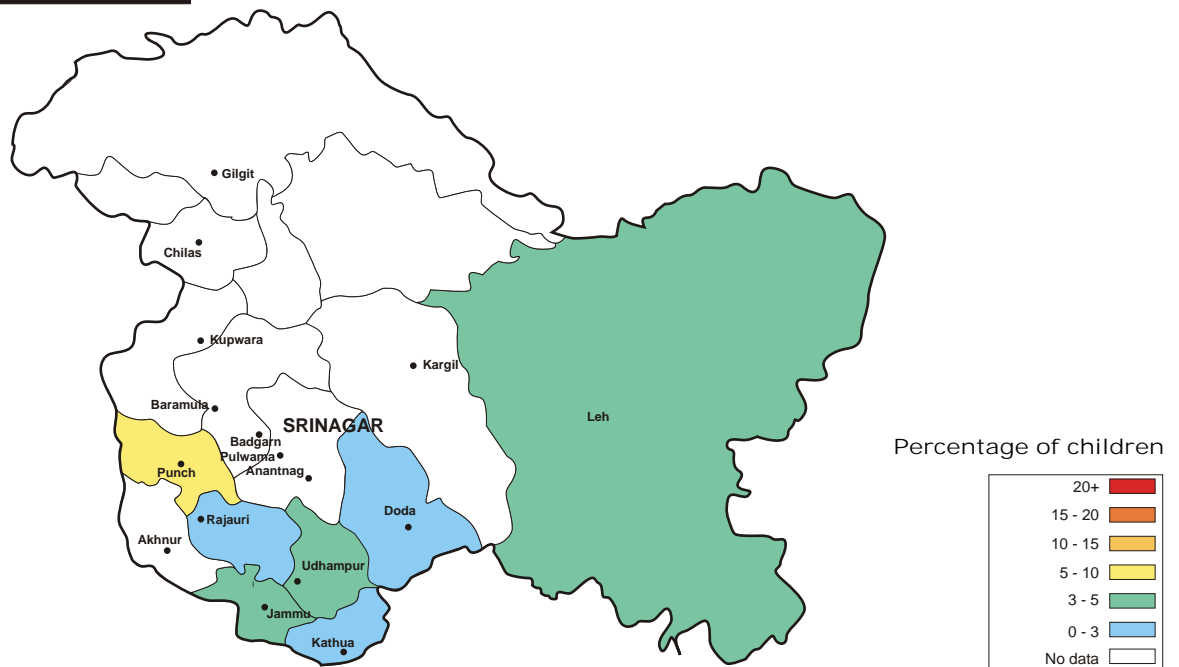 Gilgit
Chilas
Kupwara
Kargil
Baramula
SRINAGAR
Leh
Badgarn
Pulwama
Anantnag
Punch
Rajauri
Doda
Akhnur
Udhampur
Jammu
Kathua
Percentage of children
20+
15 - 20
10 - 15
5 - 10
3 - 5
0 - 3
No data